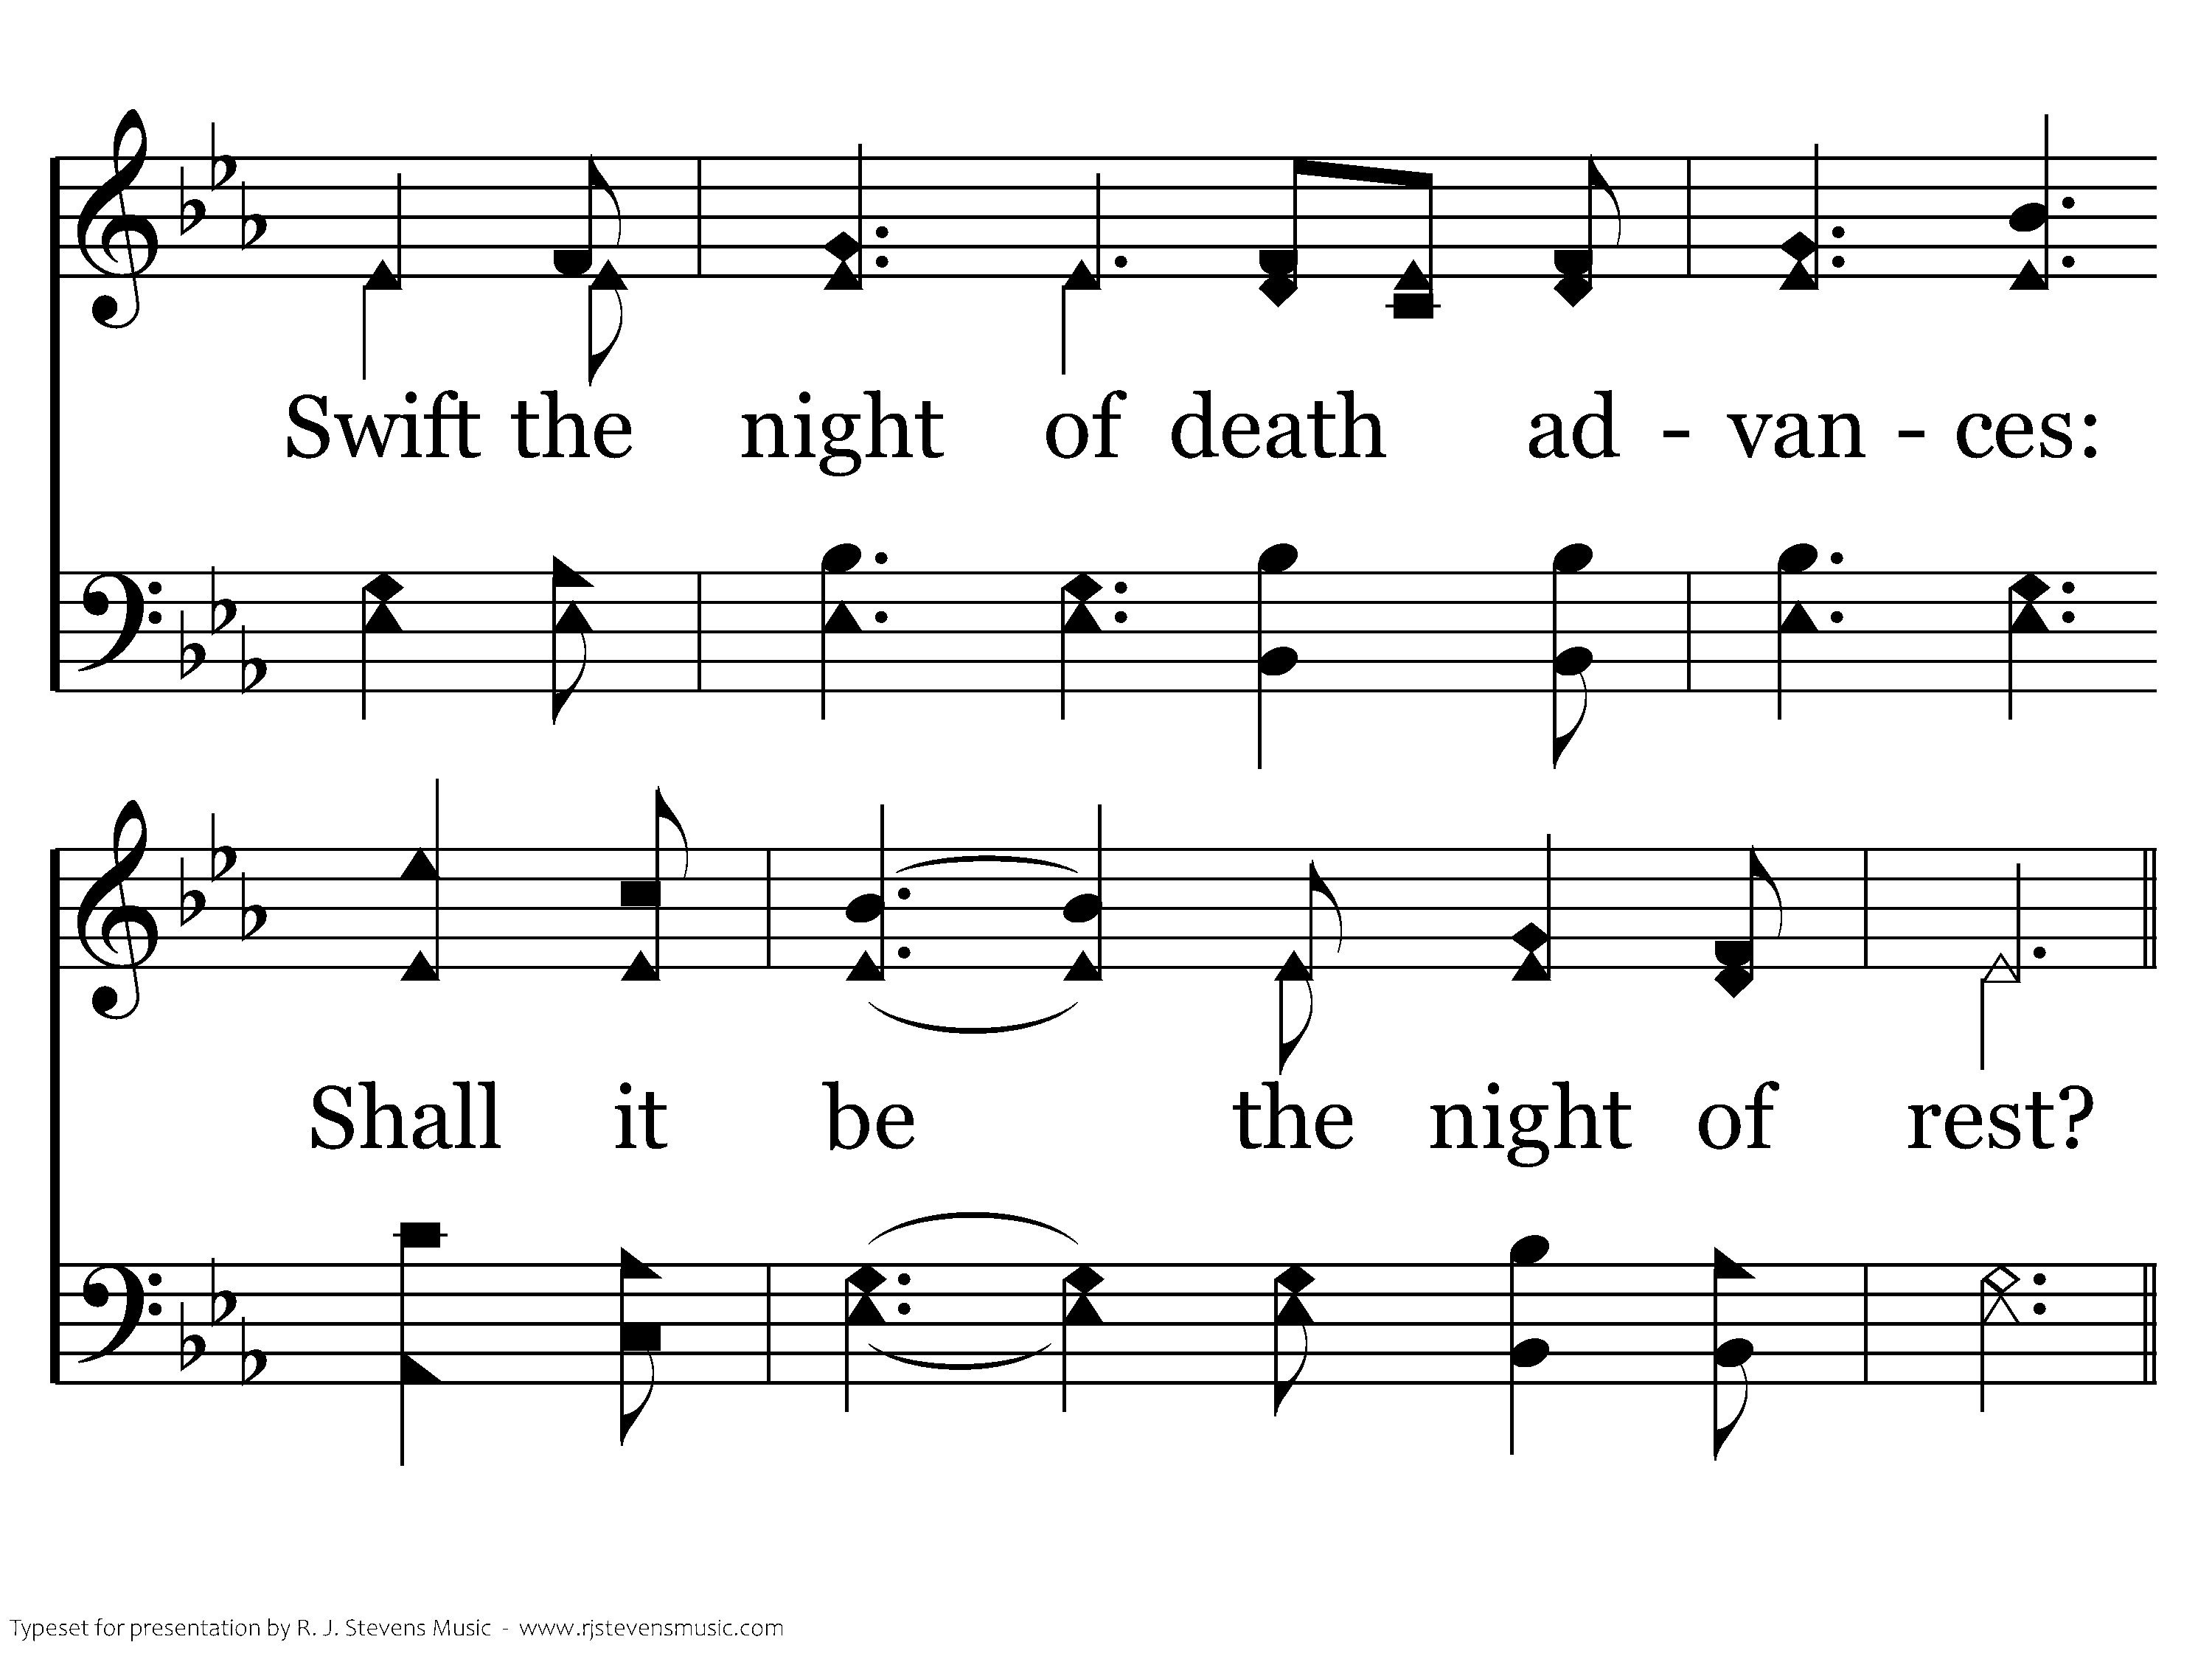 Swift the night of death ad - van - ces:
Shall it be the night of rest?
Typeset for presentation by R. J. Stevens Music - www.rjstevensmusic.com